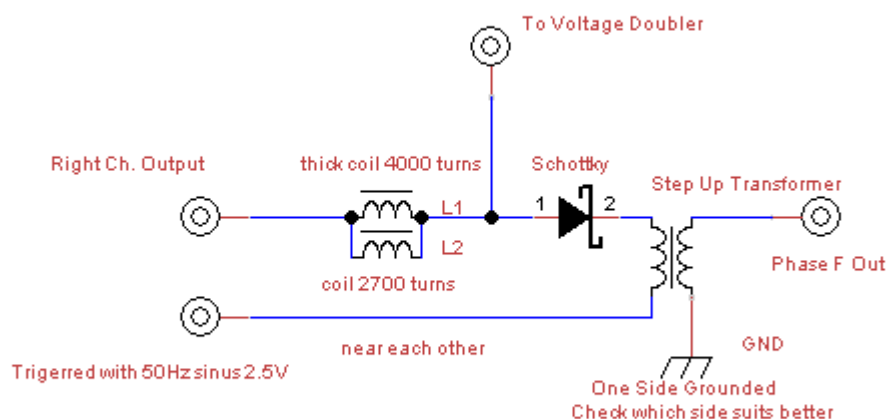 To Voltage Doubler
Right Ch. Output
thick coil 4000 turns
Schottky
Step Up Transformer
L1
1
2
L2
coil 2700 turns
Phase F Out
near each other
GND
Trigerred with 50Hz sinus 2.5V
One Side Grounded
Check which side suits better